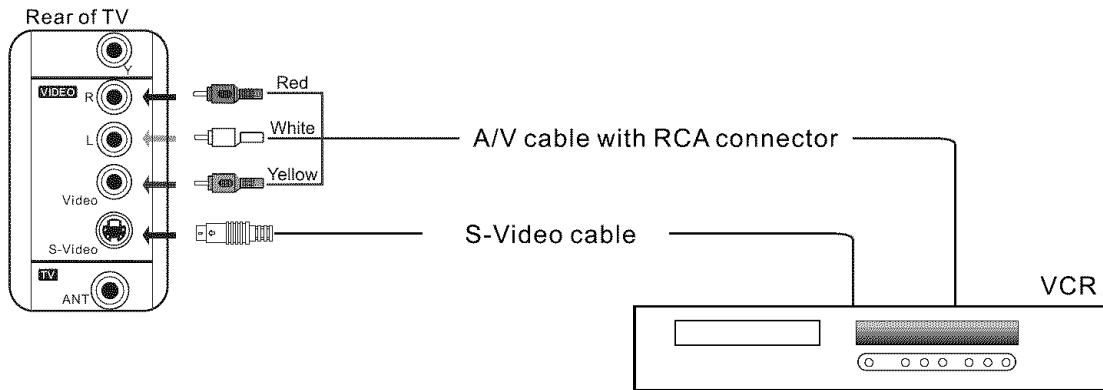 Rear of TV
Y
VIDEO
R
L
Video
S-Video
TV
ANT
Red
White
Yellow
A/V cable with RCA connector
S-Video cable
VCR